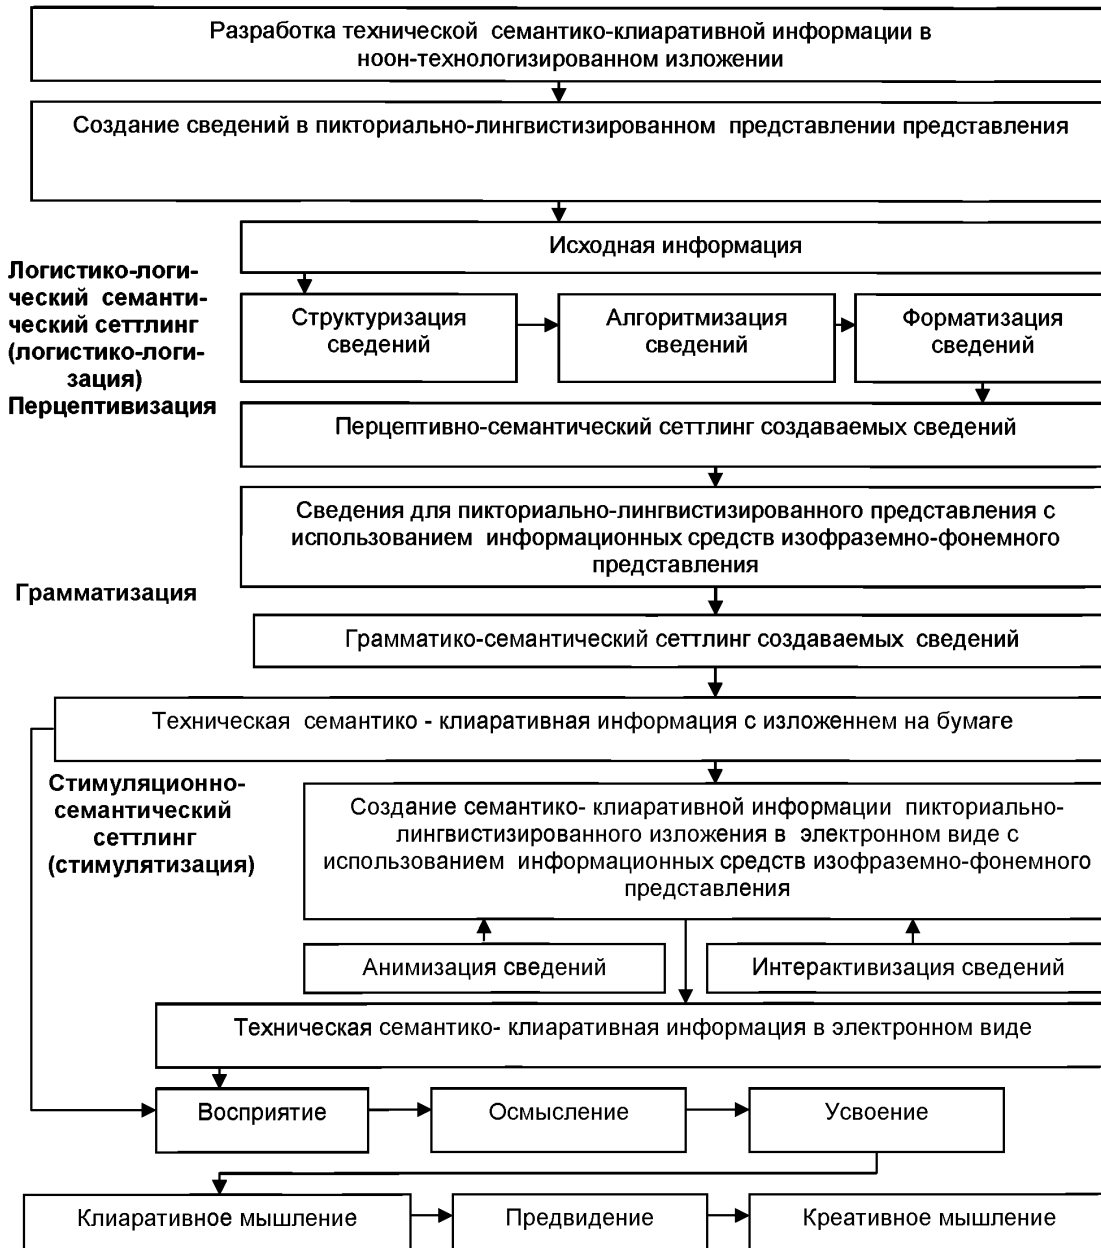 Разработка технической семантико-клиаративной информации в
ноон-технологизированном изложении
Создание сведений в пикториально-лингвистизированном представлении представления
Исходная информация
Логистико-логи-
ческий семанти-
ческий сеттлинг
(логистико-логи-
зация)
Перцептивизация
Структуризация
сведений
Алгоритмизация
сведений
Форматизация
сведений
Перцептивно-семантический сеттлинг создаваемых сведений
Сведения для пикториально-лингвистизированного представления с
использованием информационных средств изофраземно-фонемного
представления
Грамматизация
Грамматико-семантический сеттлинг создаваемых сведений
Техническая семантико - клиаративная информация с изложеннем на бумаге
Стимуляционно-
семантический
сеттлинг
(стимулятизация)
Создание семантико- клиаративной информации пикториально-
лингвистизированного изложения в электронном виде с
использованием информационных средств изофраземно-фонемного
представления
Анимизация сведений
Интерактивизация сведений
Техническая семантико- клиаративная информация в электронном виде
Восприятие
Осмысление
Усвоение
Клиаративное мышление
Предвидение
Креативное мышление